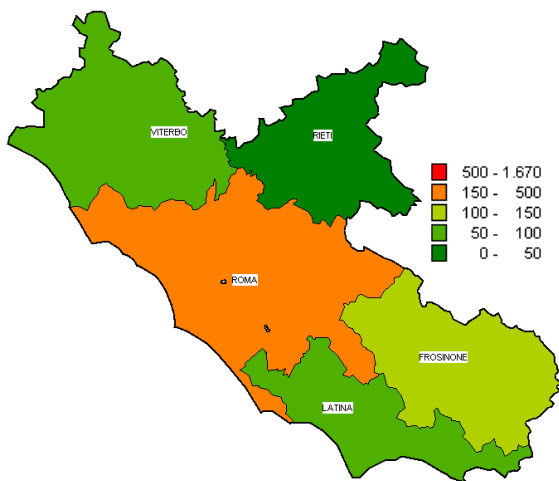 VITERBO
RIETI
500 - 1.670
150 - 500
100 - 150
50 - 100
0 - 50
ROMA
FROSINONE
LATINA